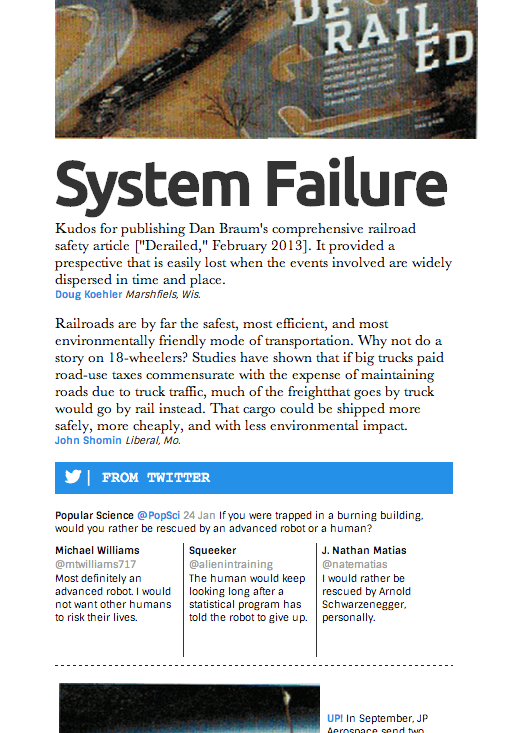 DE
RAIL
ED
System Failure
Kudos for publishing Dan Braum's comprehensive railroad
safety article ["Derailed," February 2013]. It provided a
prespective that is easily lost when the events involved are widely
dispersed in time and place.
Doug Koehler Marshfiels, Wis.
Railroads are by far the safest, most efficient, and most
environmentally friendly mode of transportation. Why not do a
story on 18-wheelers? Studies have shown that if big trucks paid
road-use taxes commensurate with the expense of maintaining
roads due to truck traffic, much of the freightthat goes by truck
would go by rail instead. That cargo could be shipped more
safely, more cheaply, and with less environmental impact.
John Shomin Liberal, Mo.
| FROM TWITTER
Popular Science @PopSci 24 Jan If you were trapped in a burning building,
would you rather be rescued by an advanced robot or a human?
Michael Williams
@mtwilliams717
Most definitely an
advanced robot. I would
not want other humans
to risk their lives.
Squeeker
@alienintraining
The human would keep
looking long after a
statistical program has
told the robot to give up.
J. Nathan Matias
@natematias
I would rather be
rescued by Arnold
Schwarzenegger,
personally.
UP! In September, JP
Aerospace send two